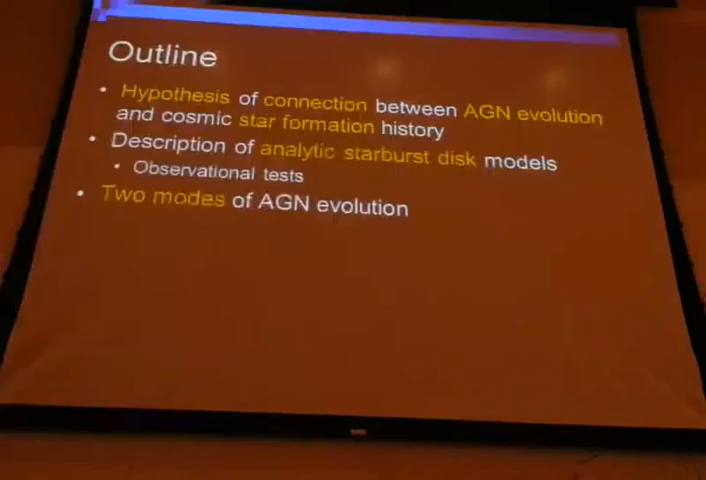 Outline
• Hypothesis of connection between AGN evolution
and cosmic star formation history
• Description of analytic starburst disk models
• Observational tests
• Two modes of AGN evolution